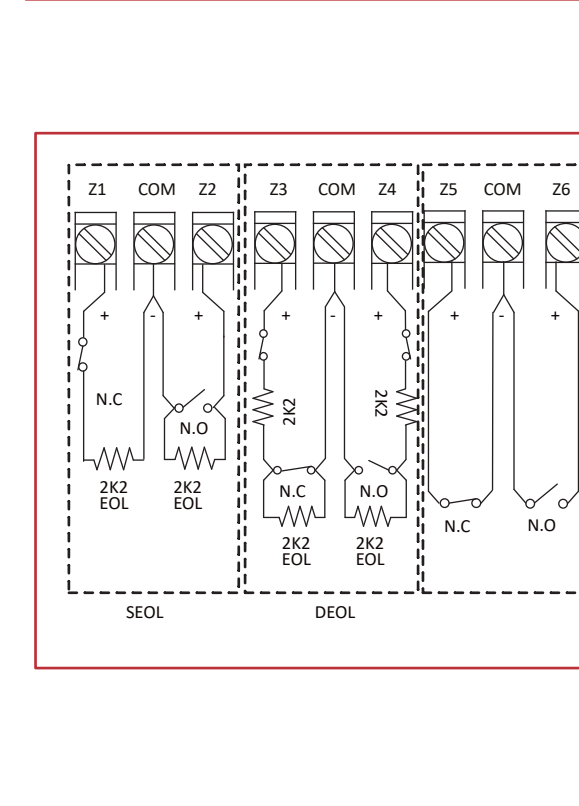 Z1 COM Z2 Z3 COM Z4 Z5 COM Z6
+ - + + - + + - +
N.C
2K2
2K2
N.O
N.C
N.O
2K2
EOL
2K2
EOL
N.C
N.O
2K2
EOL
2K2
EOL
SEOL
DEOL